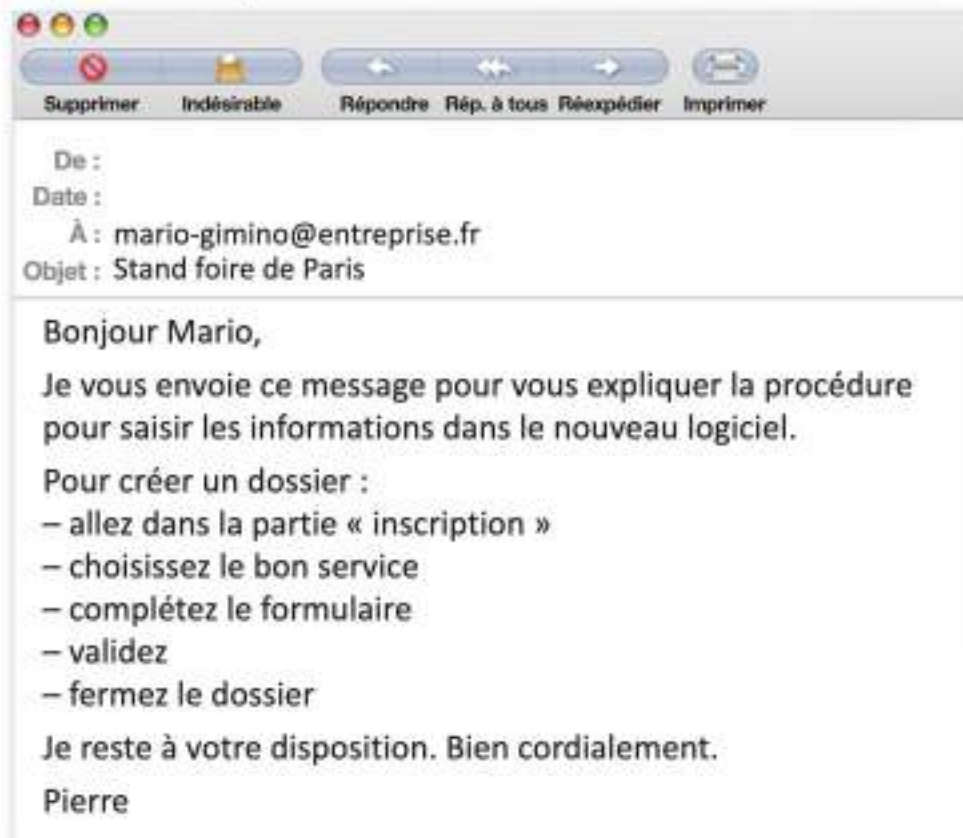 Supprimer Indésirable Répondre Rép. à tous Réexpédier Imprimer
De :
Date :
À : mario-gimino@entreprise.fr
Objet : Stand foire de Paris
Bonjour Mario,
Je vous envoie ce message pour vous expliquer la procédure
pour saisir les informations dans le nouveau logiciel.
Pour créer un dossier :
– allez dans la partie « inscription »
– choisissez le bon service
– complétez le formulaire
– validez
– fermez le dossier
Je reste à votre disposition. Bien cordialement.
Pierre